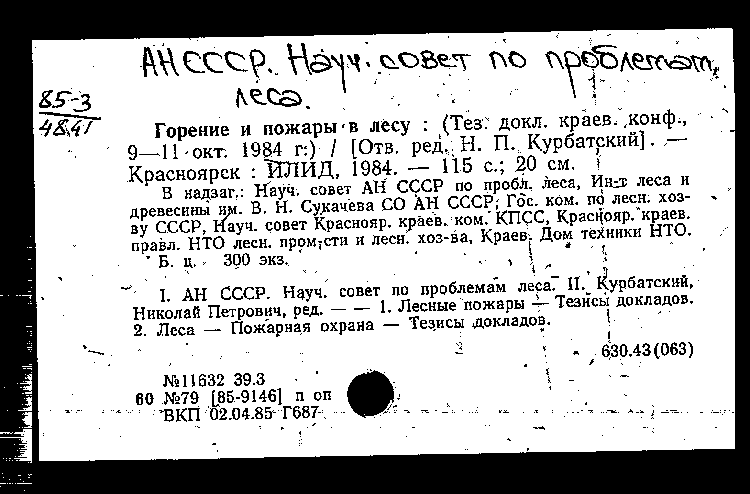 АН СССР. Науч. совет по проблемам
леса.
85-3
4841
Горение и пожары в лесу : (Тез. докл. краев. конф.,
9—11 окт. 1984 г.) / [Отв. ред. Н. П. Курбатский]. —
Красноярск : ИЛИД, 1984. — 115 с.; 20 см.
В надзаг.: Науч. совет АН СССР по пробл. леса, Ин-т леса и
древесины им. В. Н. Сукачева СО АН СССР, Гос. ком. по лесн. хоз-
ву СССР, Науч. совет Краснояр. краев. ком. КПСС, Краснояр. краев.
правл. НТО лесн. пром-сти и лесн. хоз-ва, Краев. Дом техники НТО.
Б. ц. 300 экз.
I. АН СССР. Науч. совет по проблемам леса. II. Курбатский,
Николай Петрович, ред. — — 1. Лесные пожары — Тезисы докладов.
2. Леса — Пожарная охрана — Тезисы докладов.
630.43(063)
№11632 39.3
60 №79 [85-9146] п оп
ВКП 02.04.85 Г687